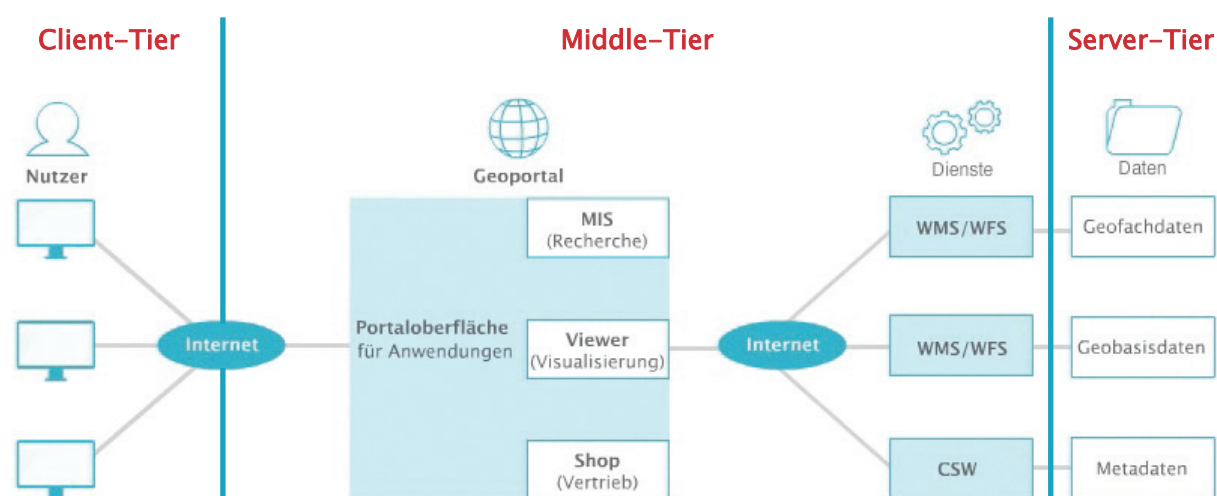 Client-Tier
Middle-Tier
Server-Tier
Nutzer
Geoportal
Dienste
Daten
MIS
(Recherche)
WMS/WFS
Geofachdaten
Internet
Portaloberfläche
für Anwendungen
Viewer
(Visualisierung)
Internet
WMS/WFS
Geobasisdaten
Shop
(Vertrieb)
CSW
Metadaten